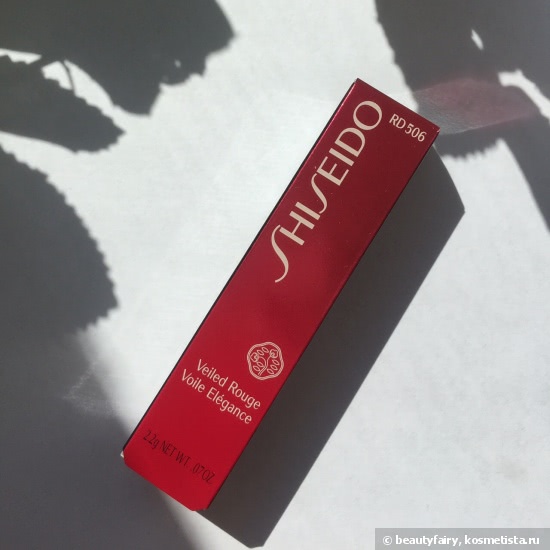 RD 506
SHISEIDO
Veiled Rouge
Voile Elégance
2.2g NET WT. .07 OZ.
© beautyfairy, kosmetista.ru